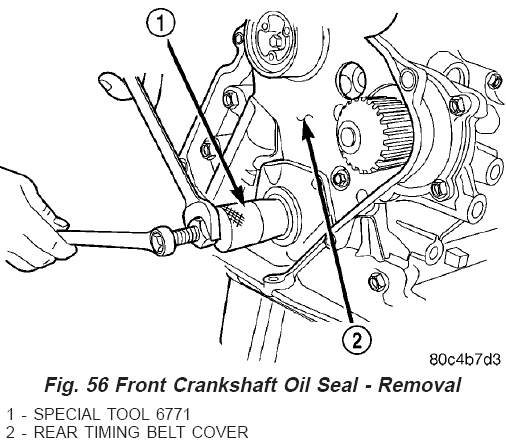 1
2
80c4b7d3
Fig. 56 Front Crankshaft Oil Seal - Removal
1 - SPECIAL TOOL 6771
2 - REAR TIMING BELT COVER